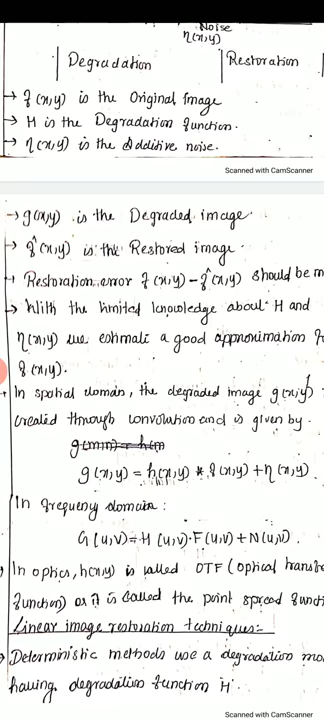 Noise
η(x,y)
Degradation
Restoration
→ f(x,y) is the Original Image
→ H is the Degradation function.
→ η(x,y) is the Additive noise.
Scanned with CamScanner
→ g(x,y) is the Degraded image.
→ f^(x,y) is the Restored image.
→ Restoration error f(x,y) - f^(x,y) should be m
→ With the limited knowledge about H and
η(x,y) we estimate a good approximation
f(x,y).
→ In spatial domain, the degraded image g(x,y)
created through convolution and is given by.
g(x,y) = h(x,y) * f(x,y) + η(x,y)
In frequency domain:
G(u,v) = H(u,v)·F(u,v) + N(u,v).
In optics, h(x,y) is called OTF (optical transfe
function) as it is called the point spread functi
Linear image restoration techniques:-
Deterministic methods use a degradation mo
having degradation function H.
Scanned with CamScanner